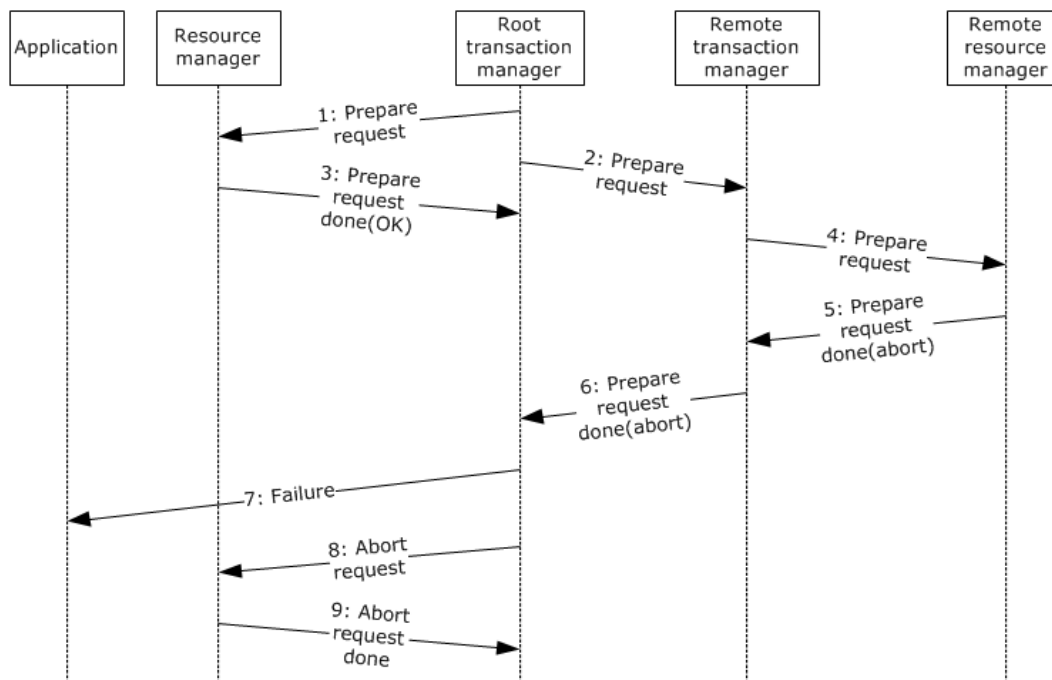 Application
Resource
manager
Root
transaction
manager
Remote
transaction
manager
Remote
resource
manager
1: Prepare
request
2: Prepare
request
3: Prepare
request
done(OK)
4: Prepare
request
5: Prepare
request
done(abort)
6: Prepare
request
done(abort)
7: Failure
8: Abort
request
9: Abort
request
done